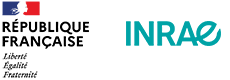 RÉPUBLIQUE
FRANÇAISE
Liberté
Égalité
Fraternité
INRAE